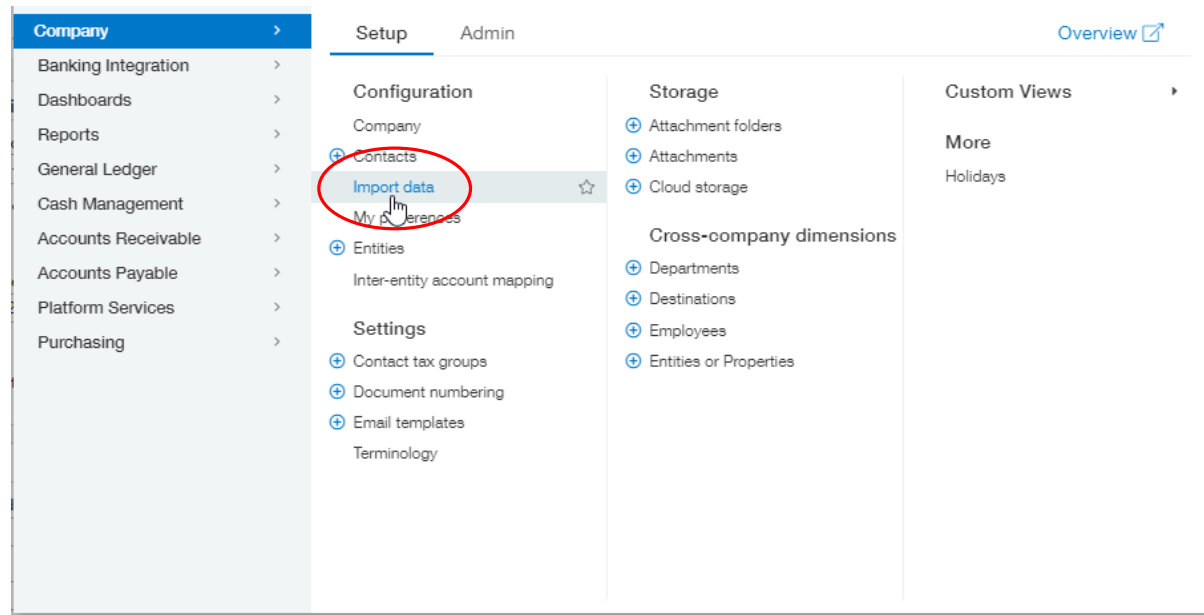 Company
Banking Integration
Dashboards
Reports
General Ledger
Cash Management
Accounts Receivable
Accounts Payable
Platform Services
Purchasing
Setup
Admin
Overview
Configuration
Company
Contacts
Import data
My preferences
Entities
Inter-entity account mapping
Settings
Contact tax groups
Document numbering
Email templates
Terminology
Storage
Attachment folders
Attachments
Cloud storage
Cross-company dimensions
Departments
Destinations
Employees
Entities or Properties
Custom Views
More
Holidays